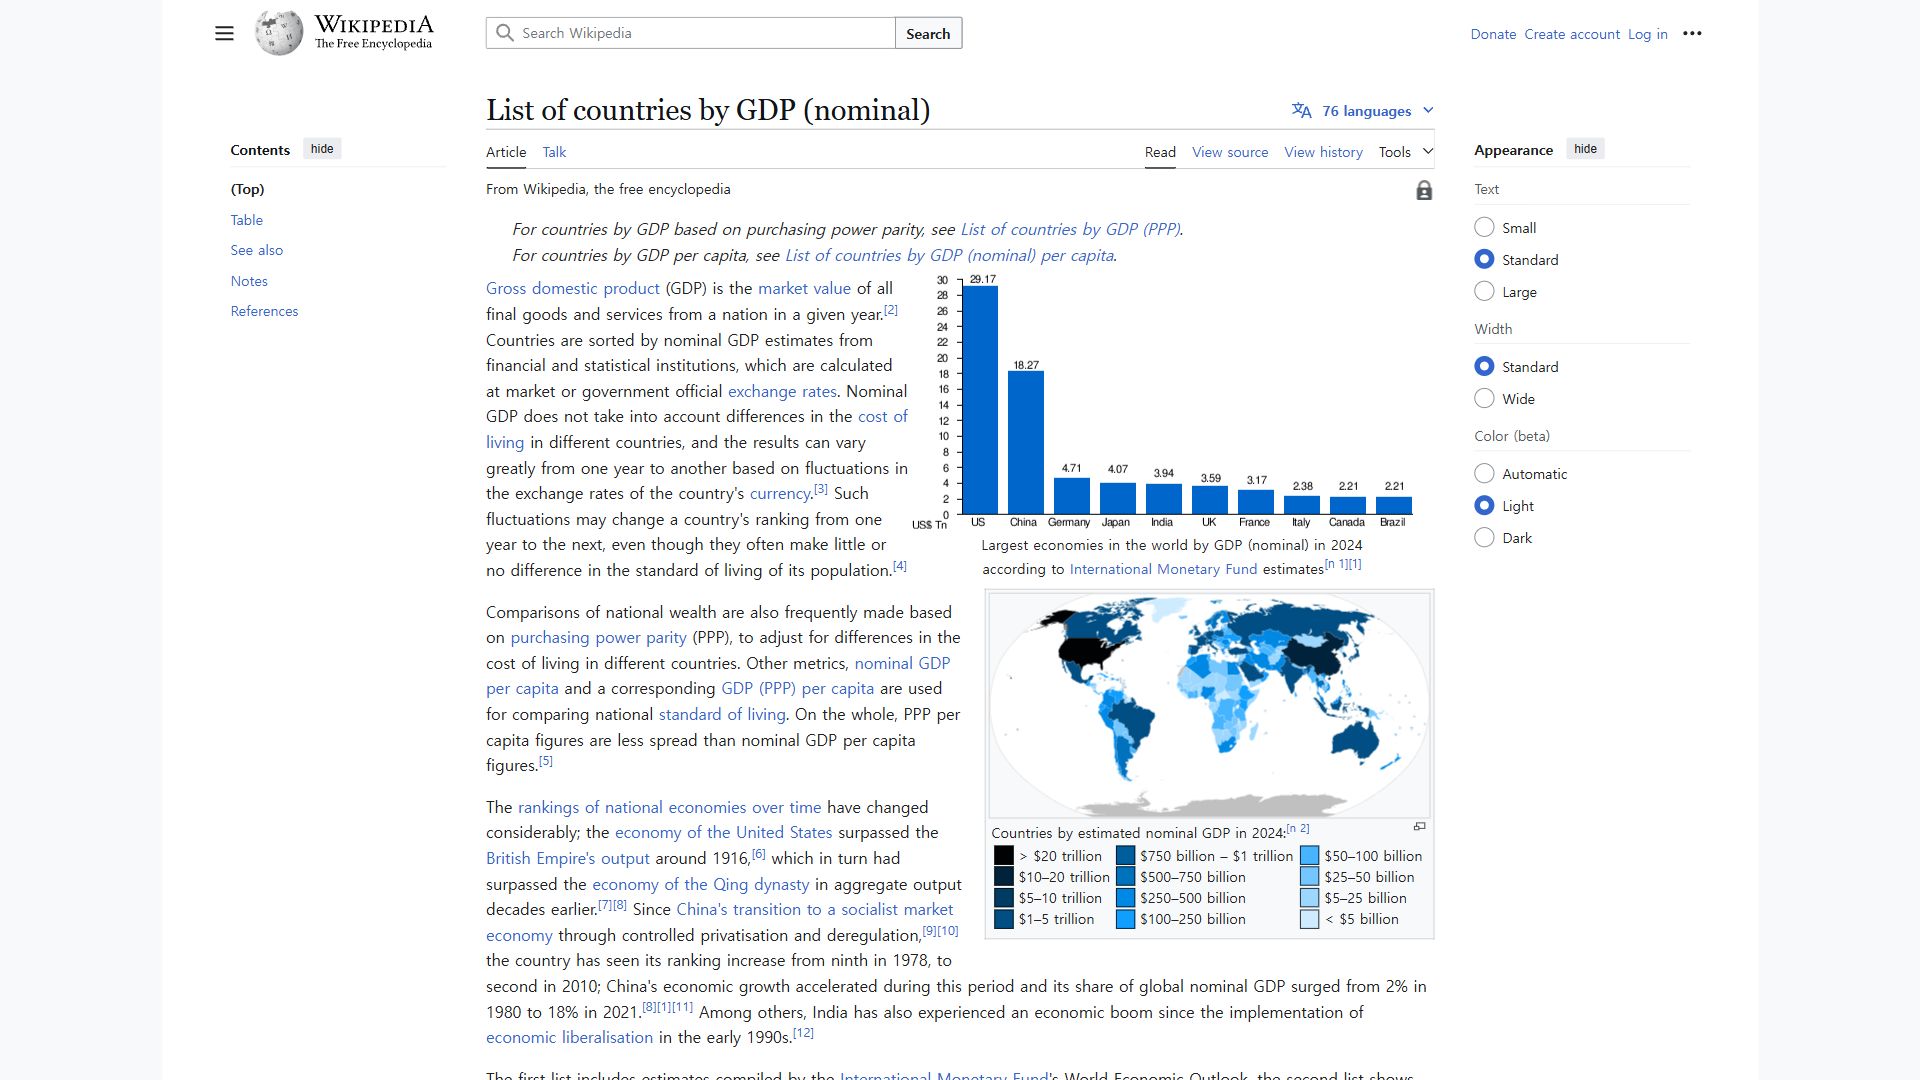 WIKIPEDIA
The Free Encyclopedia
Search Wikipedia
Search
Donate Create account Log in
List of countries by GDP (nominal)
76 languages
Contents hide
(Top)
Table
See also
Notes
References
Article Talk
Read View source View history Tools
From Wikipedia, the free encyclopedia
For countries by GDP based on purchasing power parity, see List of countries by GDP (PPP).
For countries by GDP per capita, see List of countries by GDP (nominal) per capita.
Gross domestic product (GDP) is the market value of all
final goods and services from a nation in a given year.[2]
Countries are sorted by nominal GDP estimates from
financial and statistical institutions, which are calculated
at market or government official exchange rates. Nominal
GDP does not take into account differences in the cost of
living in different countries, and the results can vary
greatly from one year to another based on fluctuations in
the exchange rates of the country's currency.[3] Such
fluctuations may change a country's ranking from one
year to the next, even though they often make little or
no difference in the standard of living of its population.[4]
30
28
26
24
22
20
18
16
14
12
10
8
6
4
2
0
US$ Tn
29.17
18.27
4.71
4.07
3.94
3.59
3.17
2.38
2.21
2.21
US China Germany Japan India UK France Italy Canada Brazil
Largest economies in the world by GDP (nominal) in 2024
according to International Monetary Fund estimates[n 1][1]
Comparisons of national wealth are also frequently made based
on purchasing power parity (PPP), to adjust for differences in the
cost of living in different countries. Other metrics, nominal GDP
per capita and a corresponding GDP (PPP) per capita are used
for comparing national standard of living. On the whole, PPP per
capita figures are less spread than nominal GDP per capita
figures.[5]
Countries by estimated nominal GDP in 2024:[n 2]
> $20 trillion
$10–20 trillion
$5–10 trillion
$1–5 trillion
$750 billion – $1 trillion
$500–750 billion
$250–500 billion
$100–250 billion
$50–100 billion
$25–50 billion
$5–25 billion
< $5 billion
The rankings of national economies over time have changed
considerably; the economy of the United States surpassed the
British Empire's output around 1916,[6] which in turn had
surpassed the economy of the Qing dynasty in aggregate output
decades earlier.[7][8] Since China's transition to a socialist market
economy through controlled privatisation and deregulation,[9][10]
the country has seen its ranking increase from ninth in 1978, to
second in 2010; China's economic growth accelerated during this period and its share of global nominal GDP surged from 2% in
1980 to 18% in 2021.[8][1][11] Among others, India has also experienced an economic boom since the implementation of
economic liberalisation in the early 1990s.[12]
The first list includes estimates compiled by the International Monetary Fund's World Economic Outlook, the second list shows
Appearance hide
Text
Small
Standard
Large
Width
Standard
Wide
Color (beta)
Automatic
Light
Dark